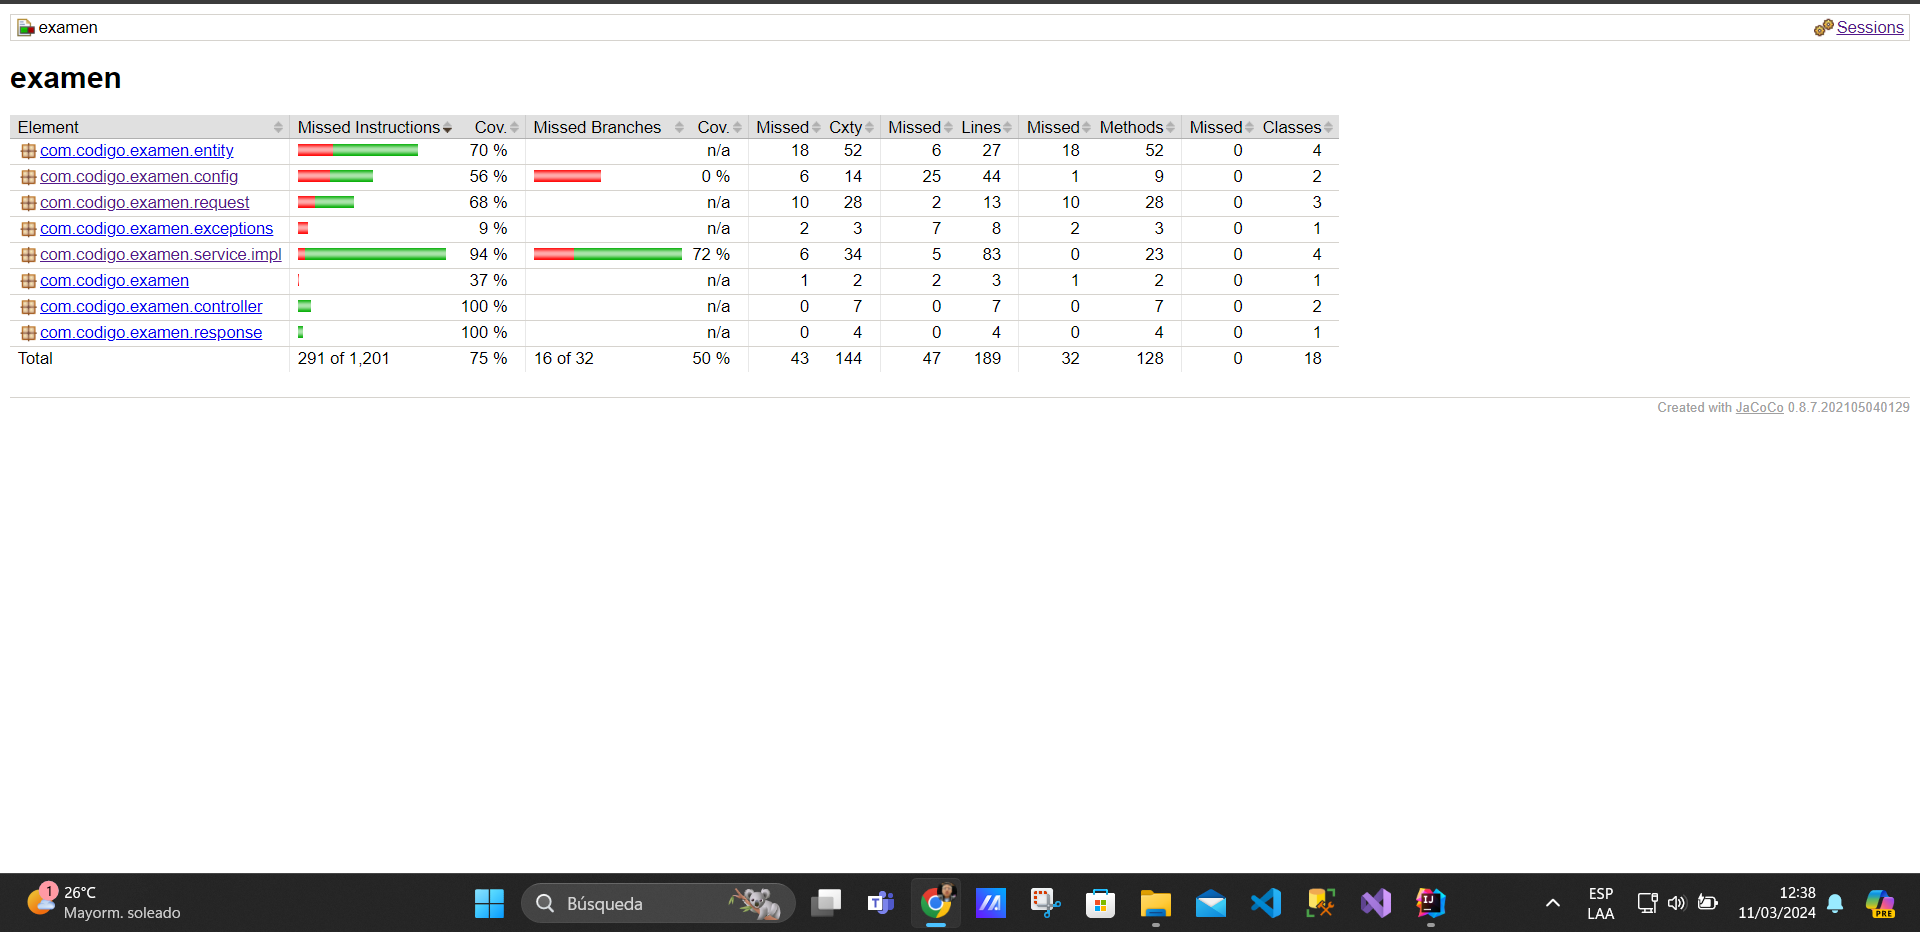 examen Sessions
examen
Element Missed Instructions Cov. Missed Branches Cov. Missed Cxty Missed Lines Missed Methods Missed Classes
com.codigo.examen.entity 70 % n/a 18 52 6 27 18 52 0 4
com.codigo.examen.config 56 % 0 % 6 14 25 44 1 9 0 2
com.codigo.examen.request 68 % n/a 10 28 2 13 10 28 0 3
com.codigo.examen.exceptions 9 % n/a 2 3 7 8 2 3 0 1
com.codigo.examen.service.impl 94 % 72 % 6 34 5 83 0 23 0 4
com.codigo.examen 37 % n/a 1 2 2 3 1 2 0 1
com.codigo.examen.controller 100 % n/a 0 7 0 7 0 7 0 2
com.codigo.examen.response 100 % n/a 0 4 0 4 0 4 0 1
Total 291 of 1,201 75 % 16 of 32 50 % 43 144 47 189 32 128 0 18
Created with JaCoCo 0.8.7.202105040129
1
26°C
Mayorm. soleado
Búsqueda
T
IJ
ESP
LAA
12:38
11/03/2024
PRE